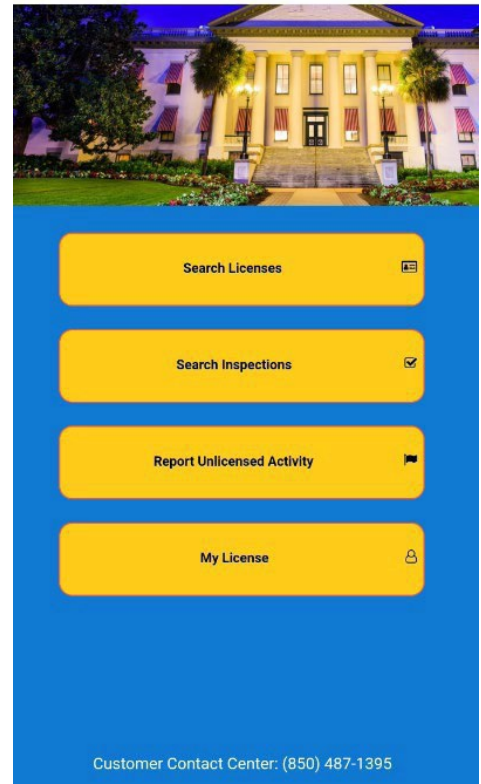 Search Licenses
Search Inspections
Report Unlicensed Activity
My License
Customer Contact Center: (850) 487-1395